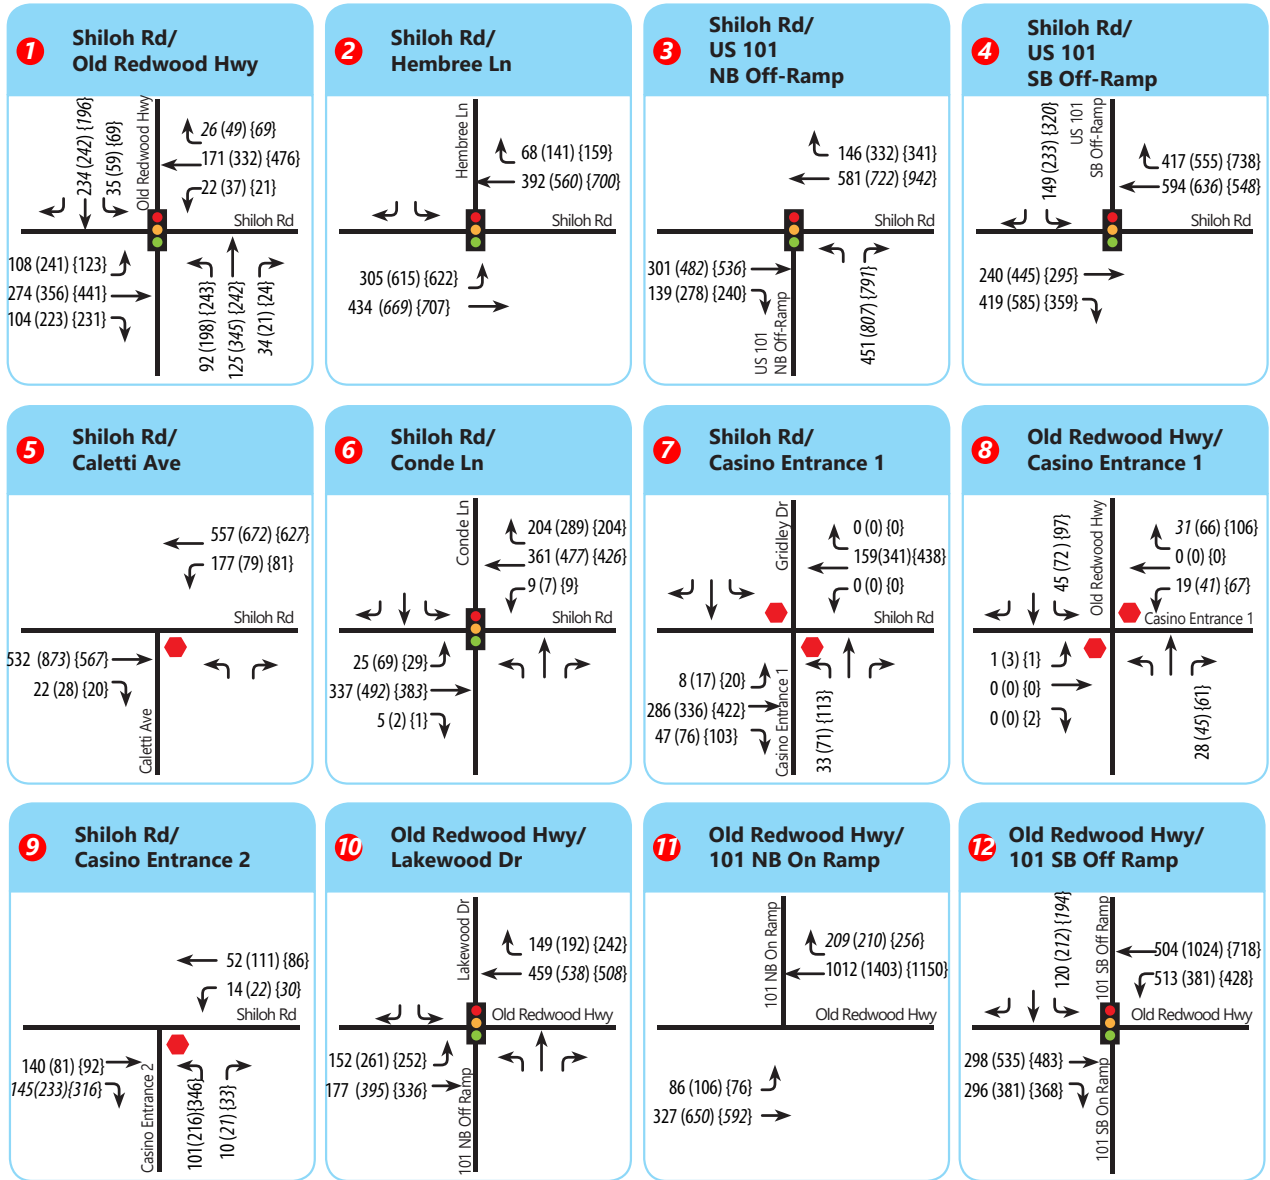 1
Shiloh Rd/
Old Redwood Hwy
234 (242) {196}
35 (59) {69}
Old Redwood Hwy
26 (49) {69}
171 (332) {476}
22 (37) {21}
Shiloh Rd
108 (241) {123}
274 (356) {441}
104 (223) {231}
92 (198) {243}
125 (345) {242}
34 (21) {24}
2
Shiloh Rd/
Hembree Ln
Hembree Ln
68 (141) {159}
392 (560) {700}
Shiloh Rd
305 (615) {622}
434 (669) {707}
3
Shiloh Rd/
US 101
NB Off-Ramp
146 (332) {341}
581 (722) {942}
Shiloh Rd
301 (482) {536}
139 (278) {240}
US 101
NB Off-Ramp
451 (807) {791}
4
Shiloh Rd/
US 101
SB Off-Ramp
149 (233) {320}
US 101
SB Off-Ramp
417 (555) {738}
594 (636) {548}
Shiloh Rd
240 (445) {295}
419 (585) {359}
5
Shiloh Rd/
Caletti Ave
557 (672) {627}
177 (79) {81}
Shiloh Rd
532 (873) {567}
22 (28) {20}
Caletti Ave
6
Shiloh Rd/
Conde Ln
Conde Ln
204 (289) {204}
361 (477) {426}
9 (7) {9}
Shiloh Rd
25 (69) {29}
337 (492) {383}
5 (2) {1}
7
Shiloh Rd/
Casino Entrance 1
Gridley Dr
0 (0) {0}
159(341){438}
0 (0) {0}
Shiloh Rd
8 (17) {20}
286 (336) {422}
47 (76) {103}
Casino Entrance 1
33 (71) {113}
8
Old Redwood Hwy/
Casino Entrance 1
45 (72 ) {97}
Old Redwood Hwy
31 (66) {106}
0 (0) {0}
19 (41) {67}
Casino Entrance 1
1 (3) {1}
0 (0) {0}
0 (0) {2}
28 (45) {61}
9
Shiloh Rd/
Casino Entrance 2
52 (111) {86}
14 (22) {30}
Shiloh Rd
140 (81) {92}
145(233){316}
Casino Entrance 2
101(216){346}
10 (21) {33}
10
Old Redwood Hwy/
Lakewood Dr
Lakewood Dr
149 (192) {242}
459 (538) {508}
Old Redwood Hwy
152 (261) {252}
177 (395) {336}
101 NB Off Ramp
11
Old Redwood Hwy/
101 NB On Ramp
101 NB On Ramp
209 (210) {256}
1012 (1403) {1150}
Old Redwood Hwy
86 (106) {76}
327 (650) {592}
12
Old Redwood Hwy/
101 SB Off Ramp
120 (212) {194}
101 SB Off Ramp
504 (1024) {718}
513 (381) {428}
Old Redwood Hwy
298 (535) {483}
296 (381) {368}
101 SB On Ramp